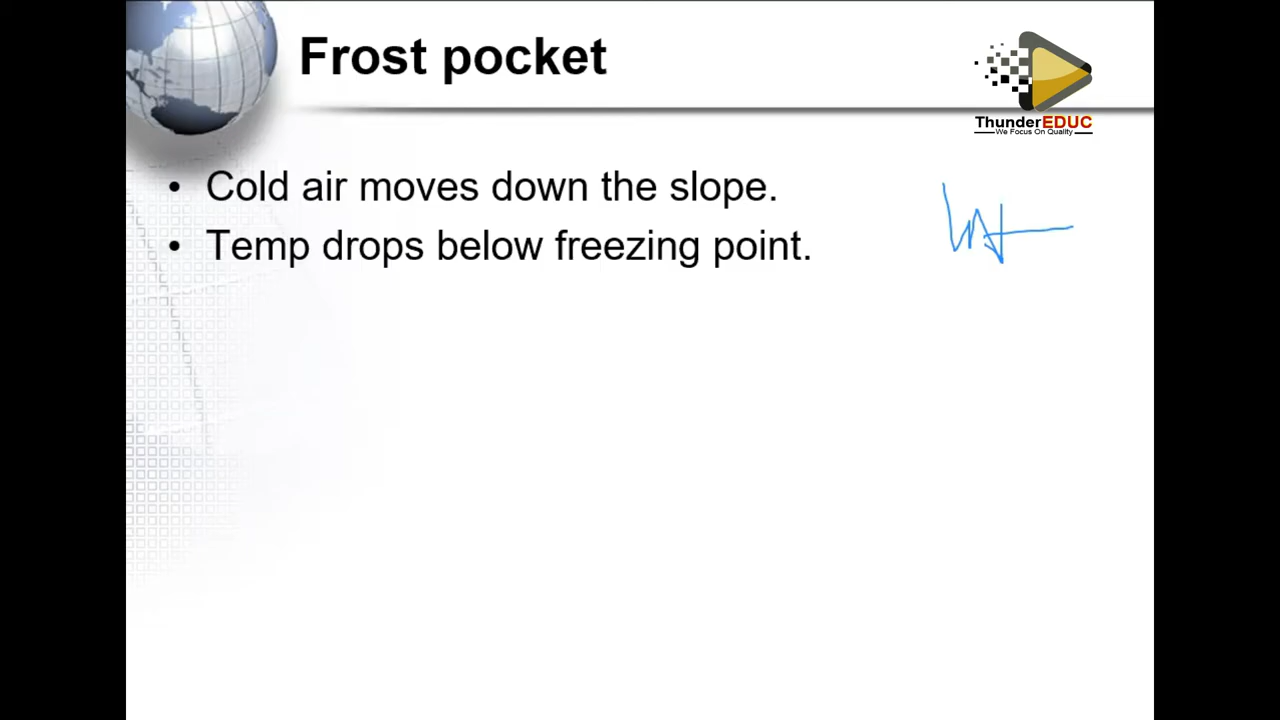 Frost pocket
ThunderEDUC
We Focus On Quality
• Cold air moves down the slope.
• Temp drops below freezing point.